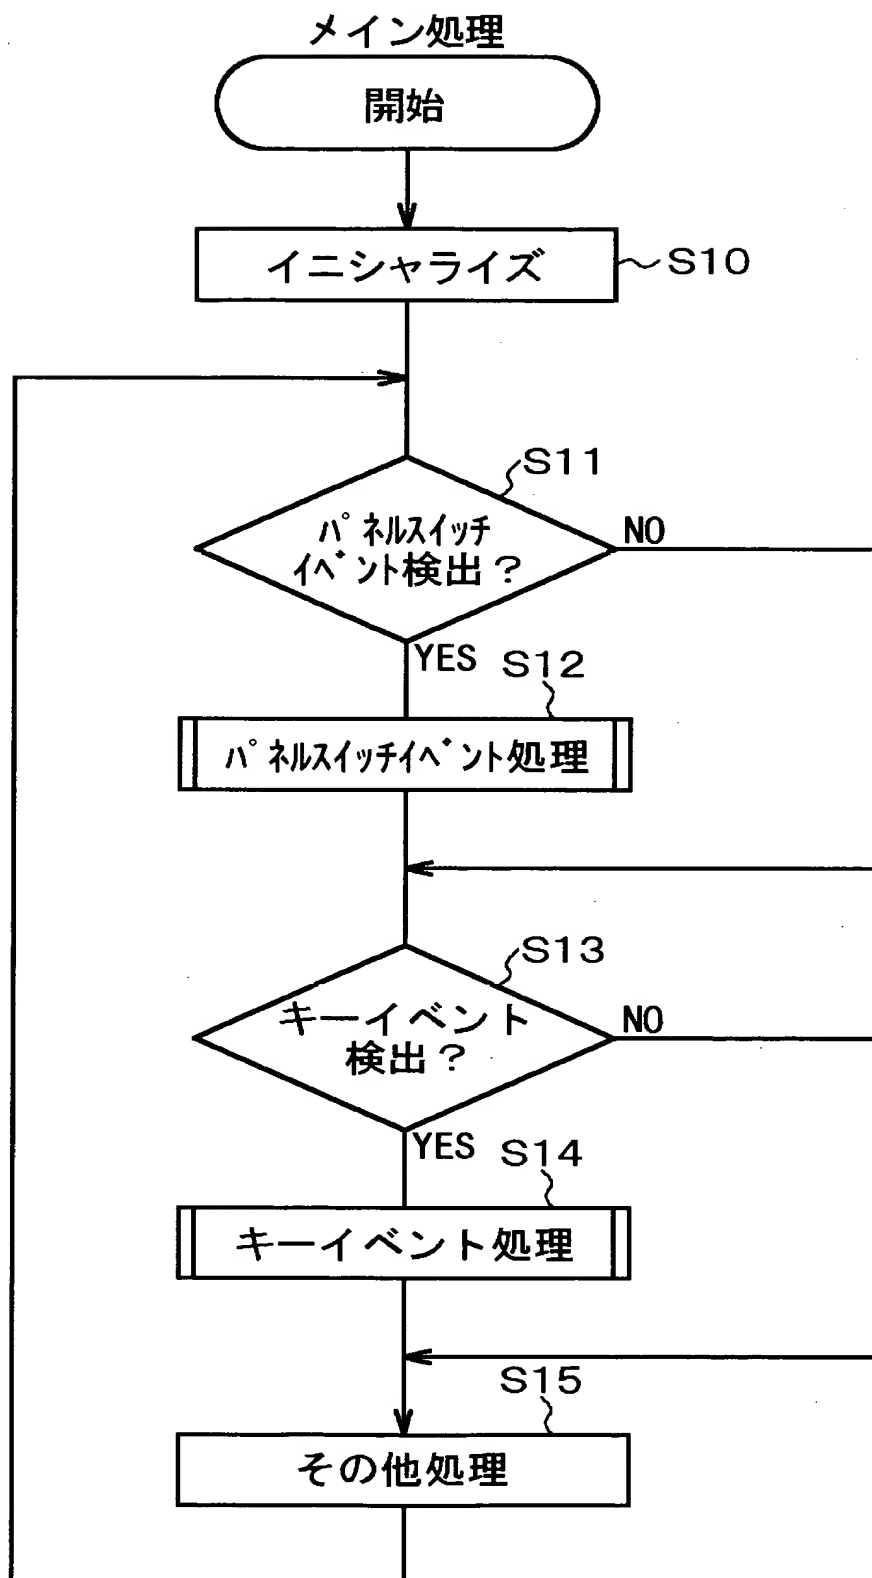 メイン処理
開始
イニシャライズ
S10
S11
パネルスイッチ
イベント検出？
NO
YES
S12
パネルスイッチイベント処理
S13
キーイベント
検出？
NO
YES
S14
キーイベント処理
S15
その他処理